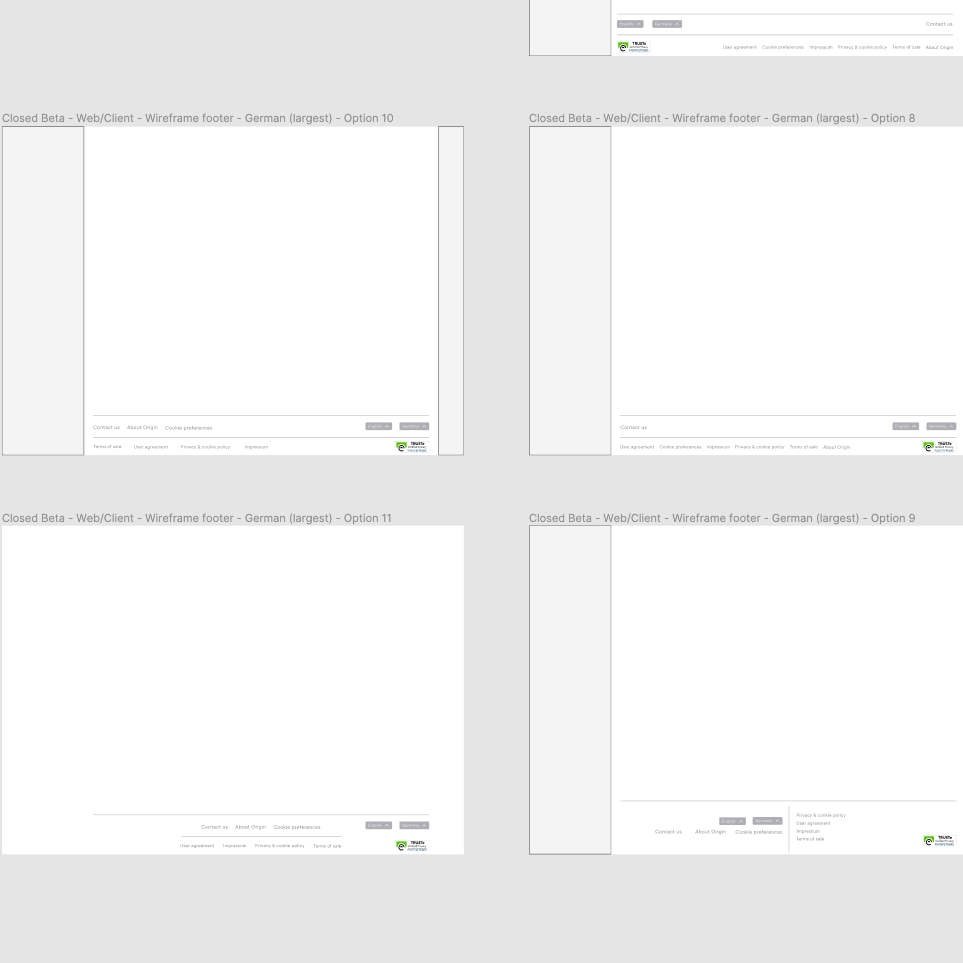 English Germany Contact us
TRUSTe
User agreement Cookie preferences Impressum Privacy & cookie policy Terms of sale About Origin
Closed Beta - Web/Client - Wireframe footer - German (largest) - Option 10
Contact us About Origin Cookie preferences English Germany
Terms of sale User agreement Privacy & cookie policy Impressum
TRUSTe
Closed Beta - Web/Client - Wireframe footer - German (largest) - Option 8
Contact us English Germany
User agreement Cookie preferences Impressum Privacy & cookie policy Terms of sale About Origin
TRUSTe
Closed Beta - Web/Client - Wireframe footer - German (largest) - Option 11
Contact us About Origin Cookie preferences English Germany
User agreement Impressum Privacy & cookie policy Terms of sale
TRUSTe
Closed Beta - Web/Client - Wireframe footer - German (largest) - Option 9
English Germany
Contact us About Origin Cookie preferences
Privacy & cookie policy
User agreement
Impressum
Terms of sale
TRUSTe